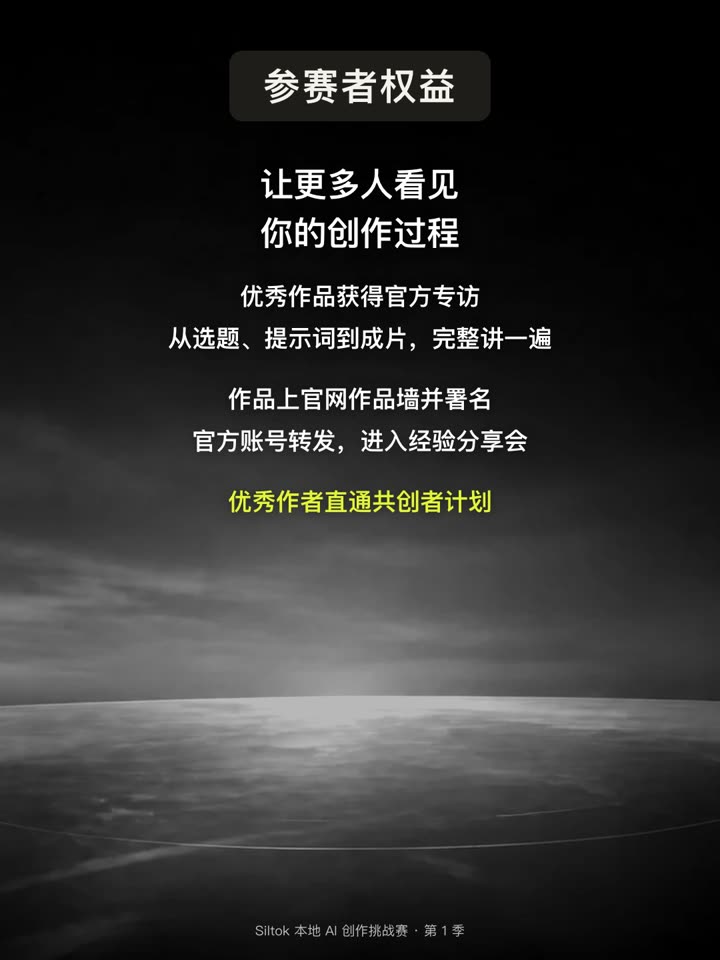 参赛者权益
让更多人看见
你的创作过程
优秀作品获得官方专访
从选题、提示词到成片，完整讲一遍
作品上官网作品墙并署名
官方账号转发，进入经验分享会
优秀作者直通共创者计划
Siltok 本地 AI 创作挑战赛 · 第 1 季